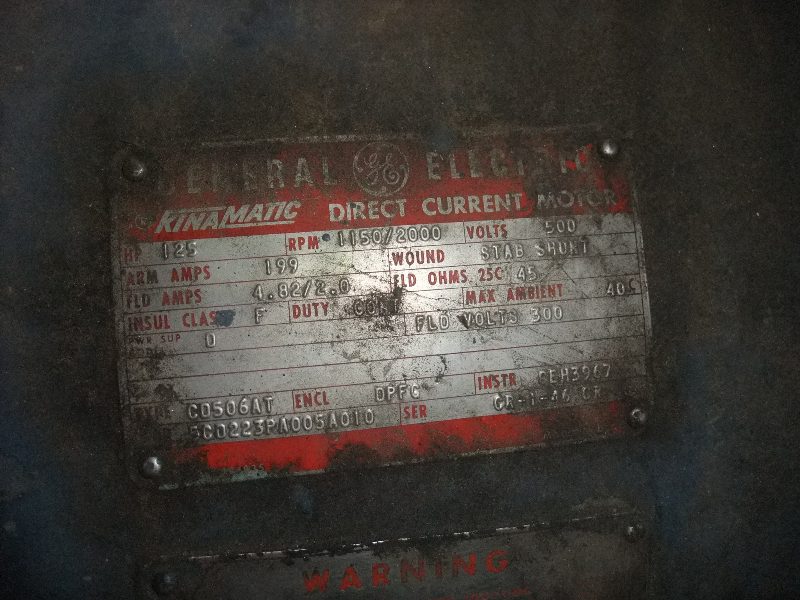 GENERAL GE ELECTRIC
KINAMATIC DIRECT CURRENT MOTOR
HP 125 RPM 1150/2000 VOLTS 500
ARM AMPS 199 WOUND STAB SHUNT
FLD AMPS 4.82/2.0 FLD OHMS 25C 45
INSUL CLASS F DUTY CONT MAX AMBIENT 40C
PWR SUP D FLD VOLTS 300
TYPE CD506AT ENCL DPFG INSTR GEH3967
5CD223PA005A010 SER
WARNING